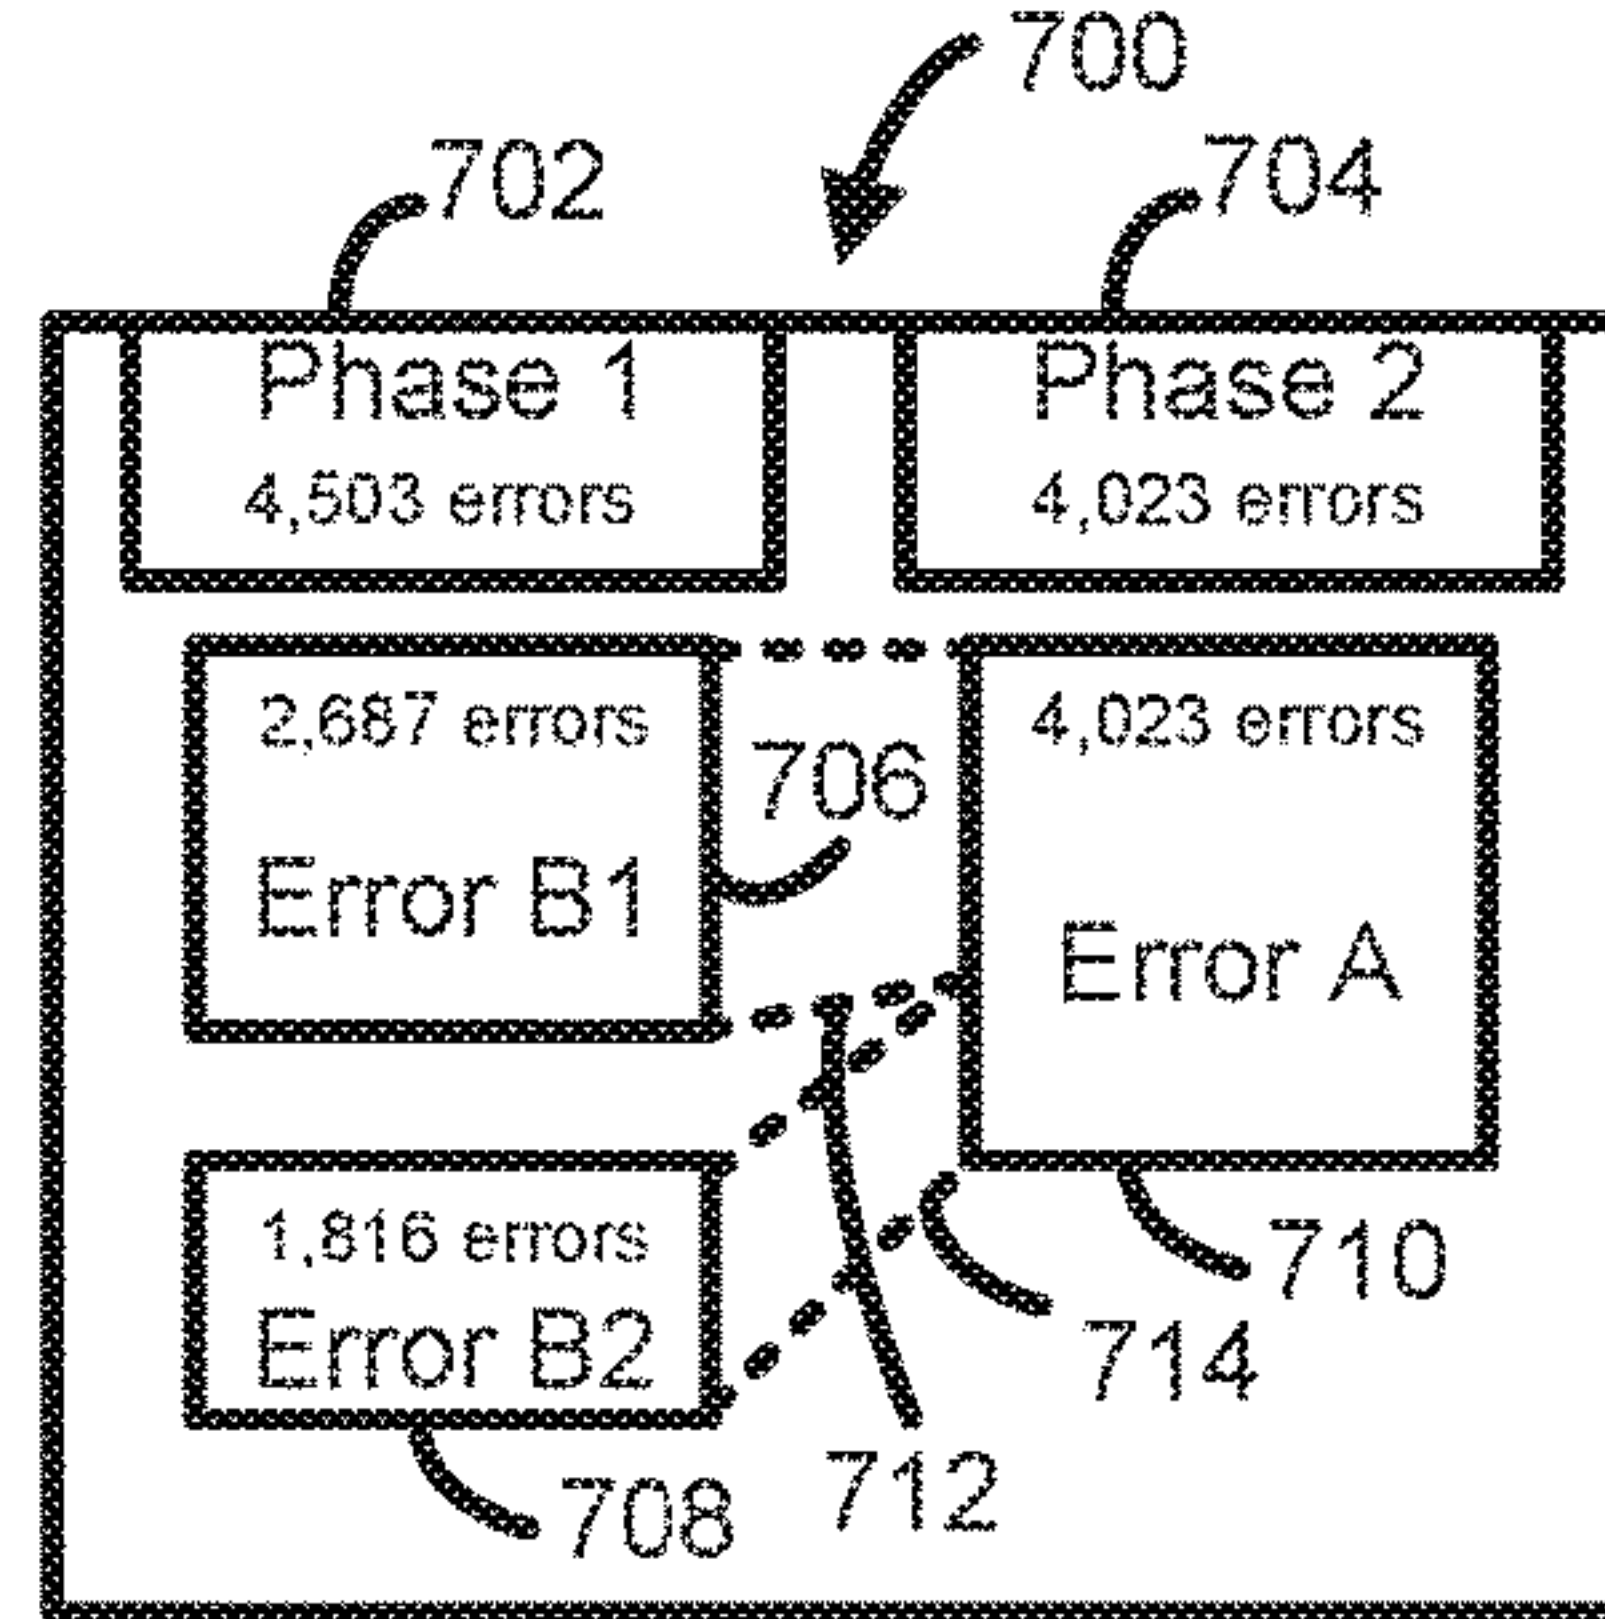 700
702
704
Phase 1
4,503 errors
Phase 2
4,023 errors
2,687 errors
706
Error B1
4,023 errors
Error A
1,816 errors
Error B2
710
714
712
708